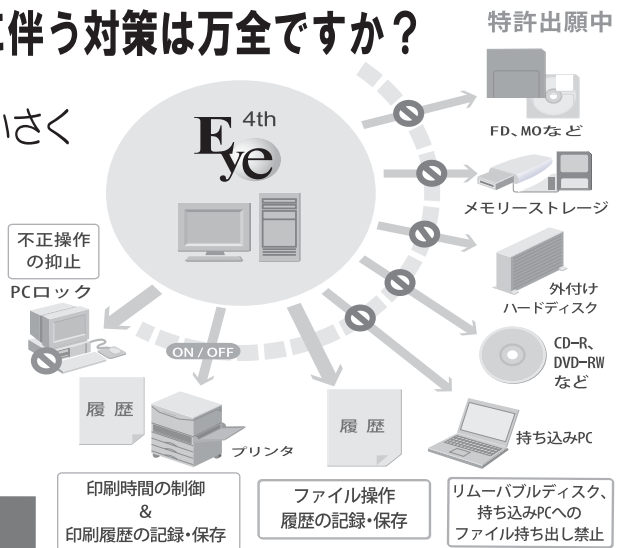 に伴う対策は万全ですか？
特許出願中
いさく
4th
Eye
FD、MOなど
メモリーストレージ
外付け
ハードディスク
CD-R、
DVD-RW
など
持ち込みPC
不正操作
の抑止
PCロック
ON / OFF
履 歴
プリンタ
履 歴
印刷時間の制御
&
印刷履歴の記録・保存
ファイル操作
履歴の記録・保存
リムーバブルディスク、
持ち込みPCへの
ファイル持ち出し禁止